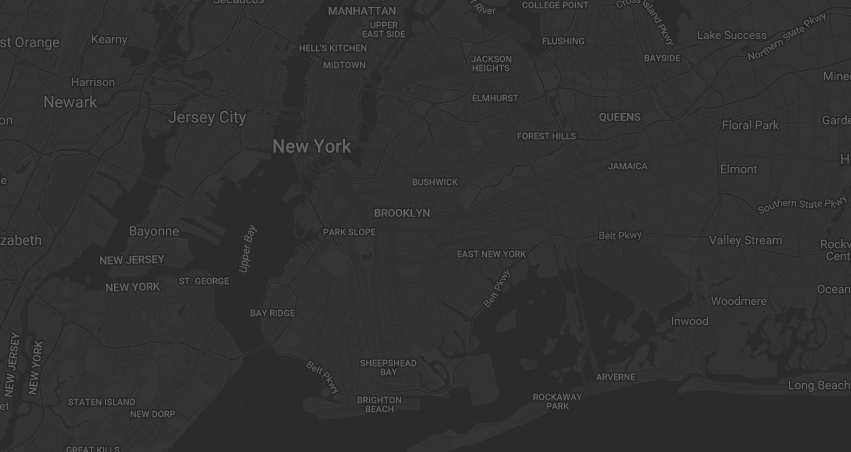 Secaucus
MANHATTAN
River
COLLEGE POINT
Cross Island Pkwy
UPPER
EAST SIDE
st Orange
Kearny
HELL'S KITCHEN
FLUSHING
Lake Success
Northern State Pkwy
MIDTOWN
JACKSON
HEIGHTS
BAYSIDE
Harrison
Mine
Newark
ELMHURST
Jersey City
QUEENS
on
Floral Park
Garde
New York
FOREST HILLS
H
JAMAICA
Elmont
e
BUSHWICK
BROOKLYN
Southern State Pkwy
Bayonne
PARK SLOPE
Belt Pkwy
zabeth
Upper Bay
Valley Stream
Rockv
Cent
NEW JERSEY
EAST NEW YORK
NEW YORK
ST. GEORGE
Belt Pkwy
Ocean
Woodmere
BAY RIDGE
Inwood
NEW JERSEY
NEW YORK
SHEEPSHEAD
BAY
Belt Pkwy
ARVERNE
Long Beach
et
STATEN ISLAND
BRIGHTON
BEACH
ROCKAWAY
PARK
NEW DORP
GREAT KILLS